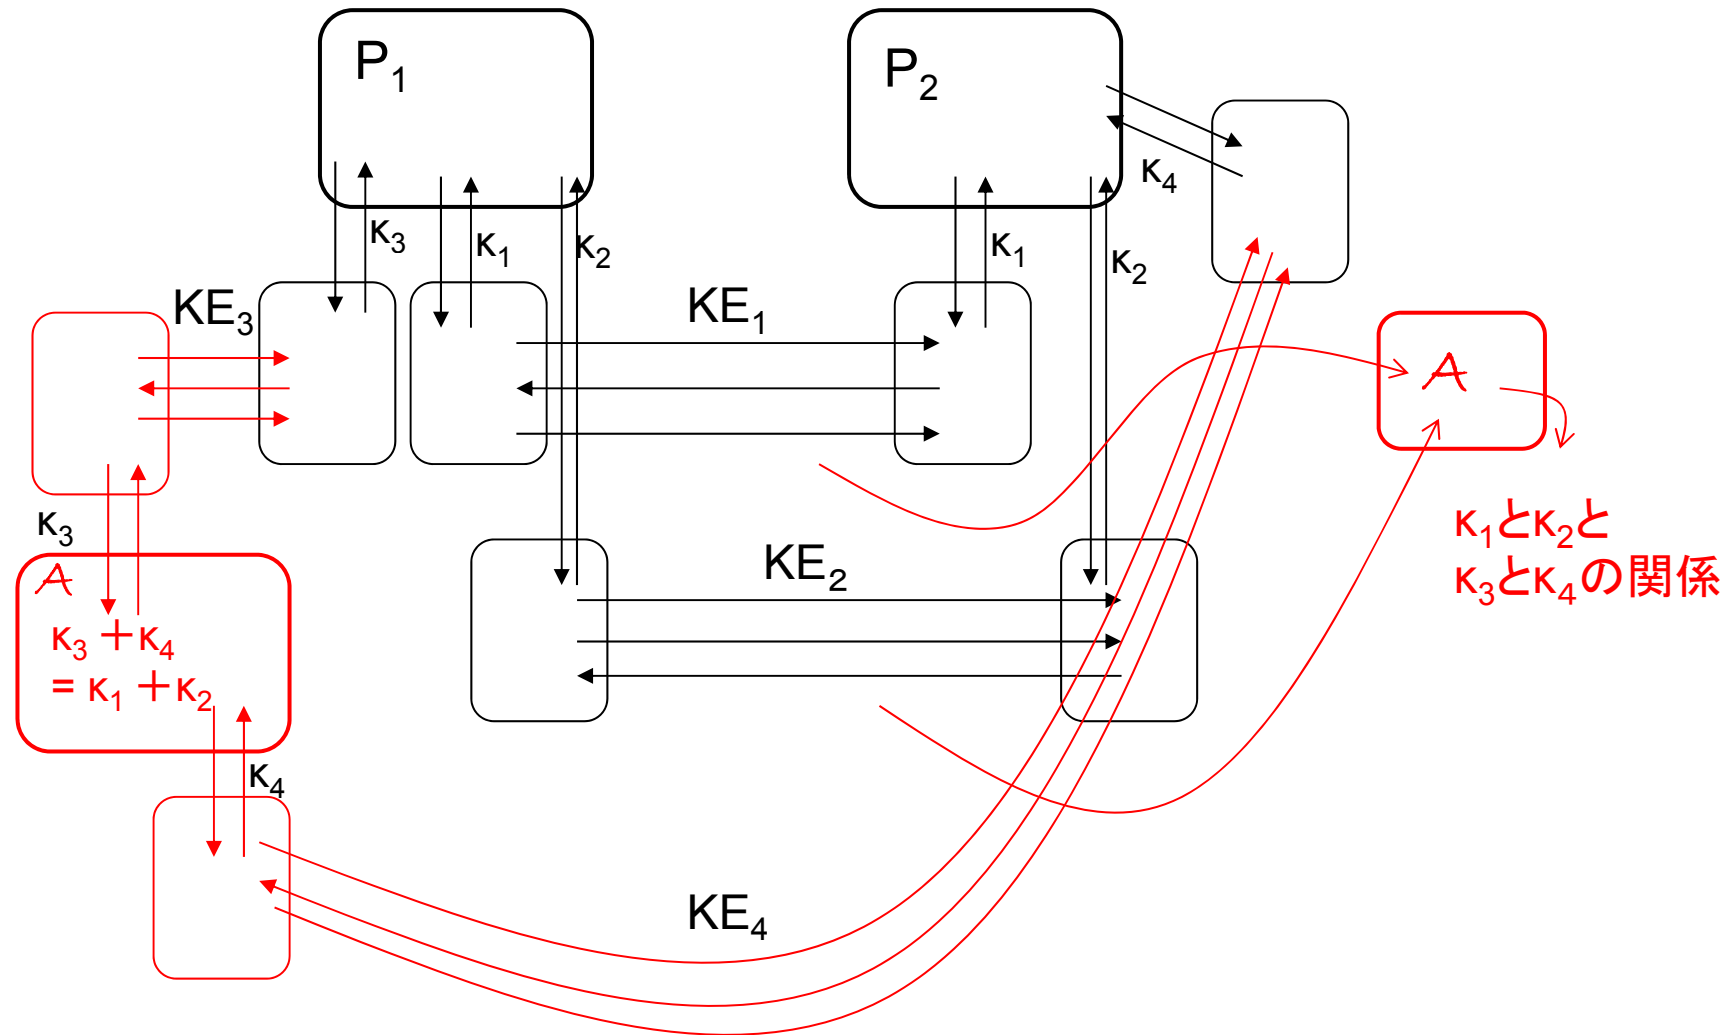 P₁
P₂
κ₄
κ₃
κ₁
κ₂
κ₁
κ₂
KE₃
KE₁
A
κ₃
κ₁とκ₂と
κ₃とκ₄の関係
KE₂
A
κ₃＋κ₄
= κ₁＋κ₂
κ₄
KE₄